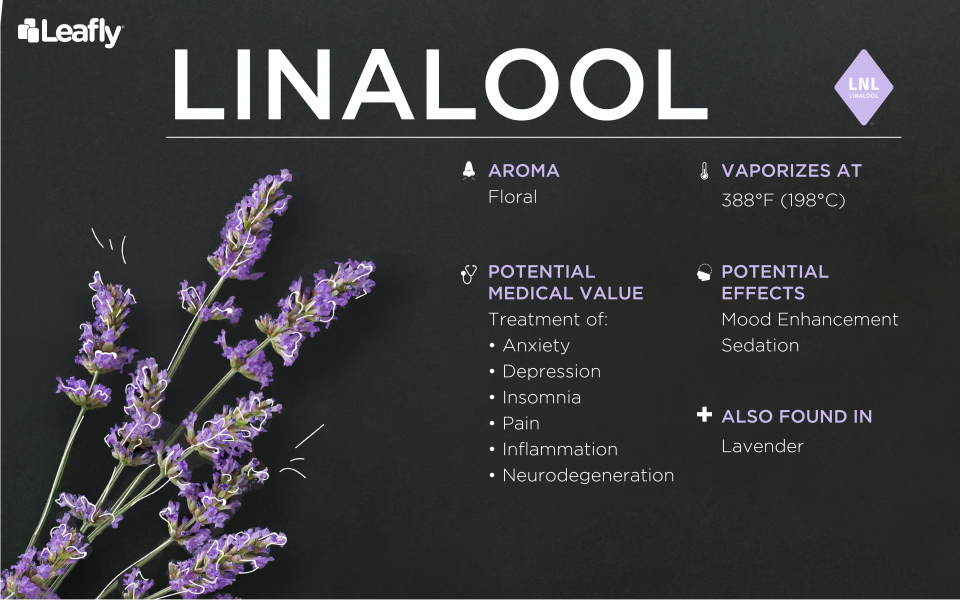 Leafly
LINALOOL
LNL
LINALOOL
AROMA
Floral
VAPORIZES AT
388°F (198°C)
POTENTIAL
MEDICAL VALUE
Treatment of:
• Anxiety
• Depression
• Insomnia
• Pain
• Inflammation
• Neurodegeneration
POTENTIAL
EFFECTS
Mood Enhancement
Sedation
ALSO FOUND IN
Lavender